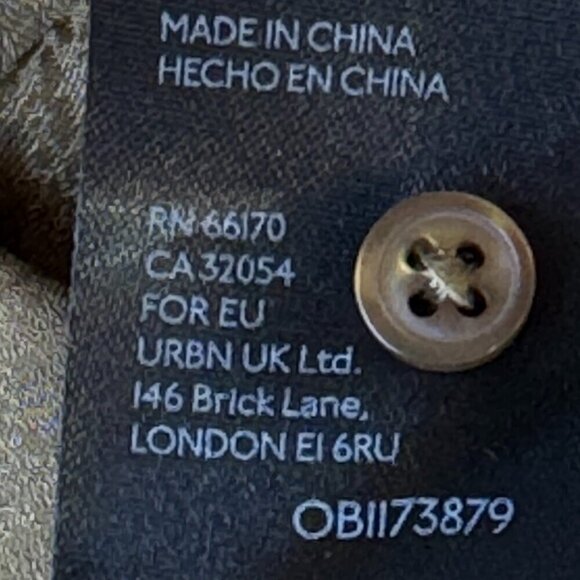 MADE IN CHINA
HECHO EN CHINA
RN 66170
CA 32054
FOR EU
URBN UK Ltd.
146 Brick Lane,
LONDON E1 6RU
OB1173879